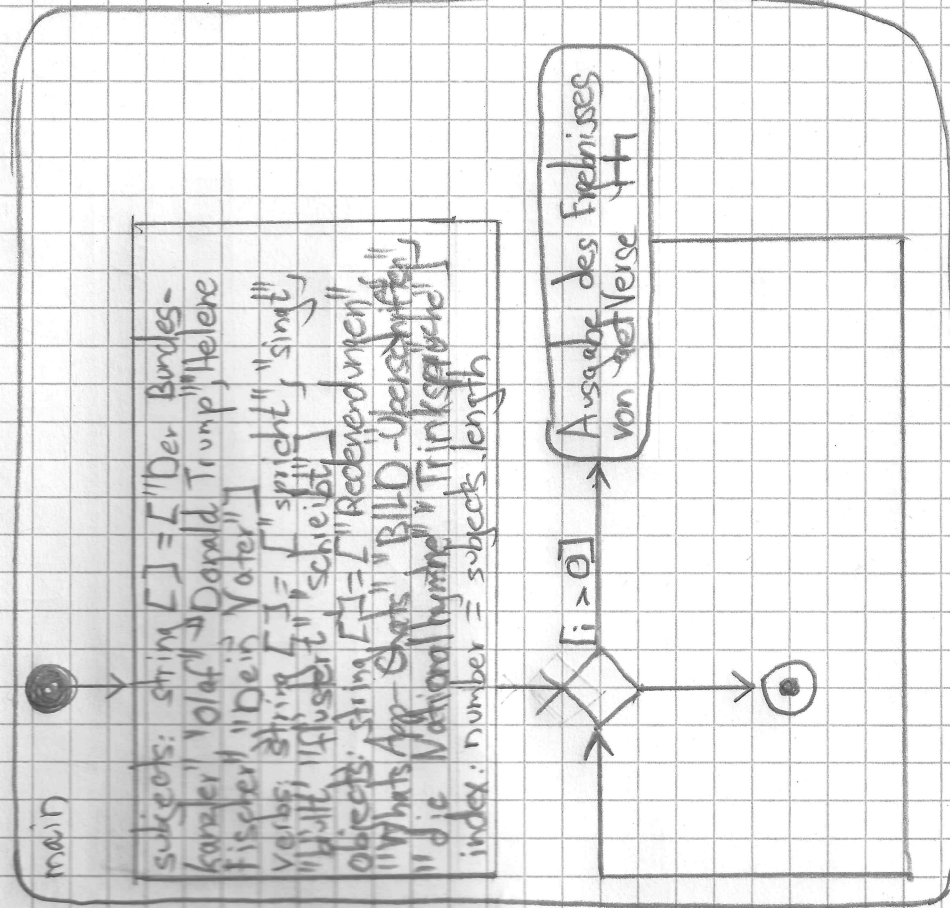 main
subjects: string [] = ["Der Bundes-
kanzler" "Olaf" "Donald Trump" "Helene
Fischer" "Dein Vater"]
verbs: string [] = ["spricht", "singt",
"brüllt" "flüstert" "schreibt"]
objects: string [] = ["Redewendungen"
"WhatsApp-Chats" "BILD-Überschriften",
"die Nationalhymne" "Trinksprüche"]
index: number = subjects.length
[i > 0]
Ausgabe des Ergebnisses
von getVerse